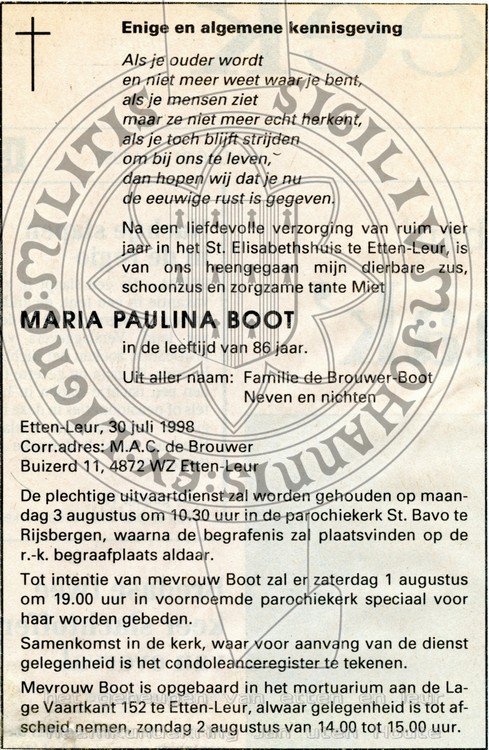 Enige en algemene kennisgeving
Als je ouder wordt
en niet meer weet waar je bent,
als je mensen ziet
maar ze niet meer echt herkent,
als je toch blijft strijden
om bij ons te leven,
dan hopen wij dat je nu
de eeuwige rust is gegeven.
Na een liefdevolle verzorging van ruim vier
jaar in het St. Elisabethshuis te Etten-Leur, is
van ons heengegaan mijn dierbare zus,
schoonzus en zorgzame tante Miet
MARIA PAULINA BOOT
in de leeftijd van 86 jaar.
Uit aller naam: Familie de Brouwer-Boot
Neven en nichten
Etten-Leur, 30 juli 1998
Corr.adres: M.A.C. de Brouwer
Buizerd 11, 4872 WZ Etten-Leur
De plechtige uitvaartdienst zal worden gehouden op maan-
dag 3 augustus om 10.30 uur in de parochiekerk St. Bavo te
Rijsbergen, waarna de begrafenis zal plaatsvinden op de
r.-k. begraafplaats aldaar.
Tot intentie van mevrouw Boot zal er zaterdag 1 augustus
om 19.00 uur in voornoemde parochiekerk speciaal voor
haar worden gebeden.
Samenkomst in de kerk, waar voor aanvang van de dienst
gelegenheid is het condoleanceregister te tekenen.
Mevrouw Boot is opgebaard in het mortuarium aan de La-
ge Vaartkant 152 te Etten-Leur, alwaar gelegenheid is tot af-
scheid nemen, zondag 2 augustus van 14.00 tot 15.00 uur.
SIGILLVM: JOHANNIS: EX: LIGNO: MILITIS